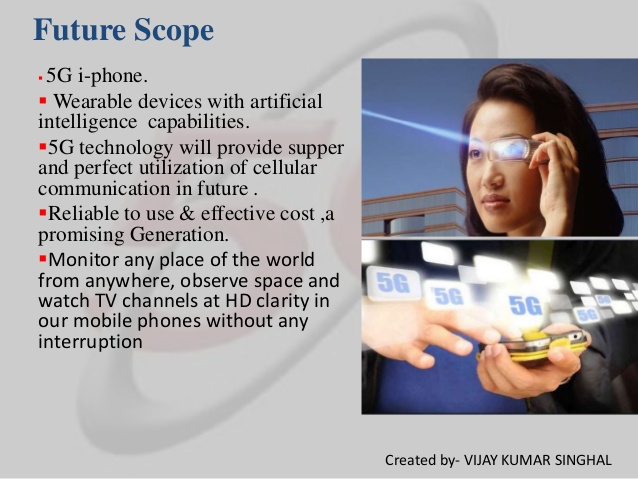 Future Scope
▪ 5G i-phone.
▪ Wearable devices with artificial
intelligence capabilities.
▪5G technology will provide supper
and perfect utilization of cellular
communication in future .
▪Reliable to use & effective cost ,a
promising Generation.
▪Monitor any place of the world
from anywhere, observe space and
watch TV channels at HD clarity in
our mobile phones without any
interruption
5G
5G
5G
5G
Created by- VIJAY KUMAR SINGHAL